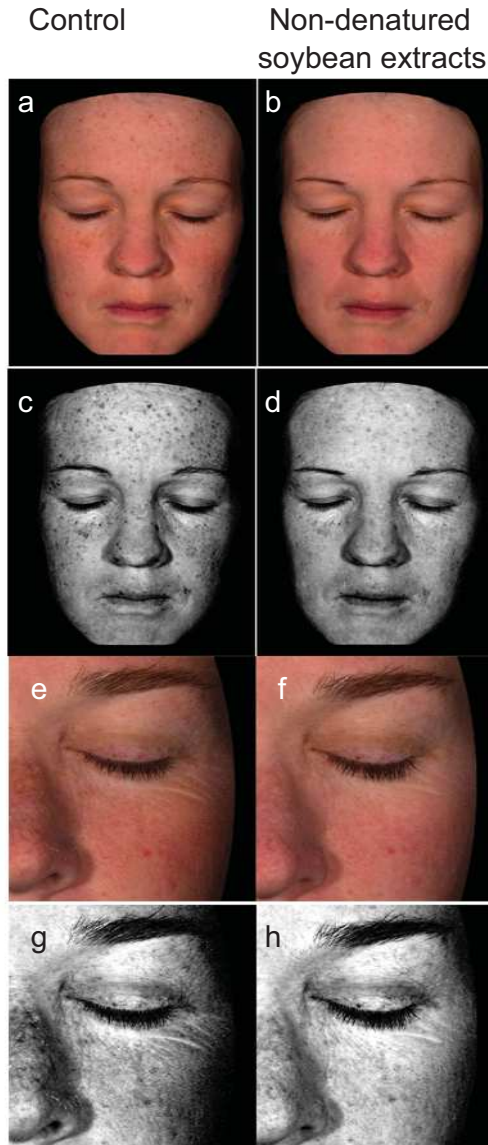 Control
Non-denatured
soybean extracts
a
b
c
d
e
f
g
h